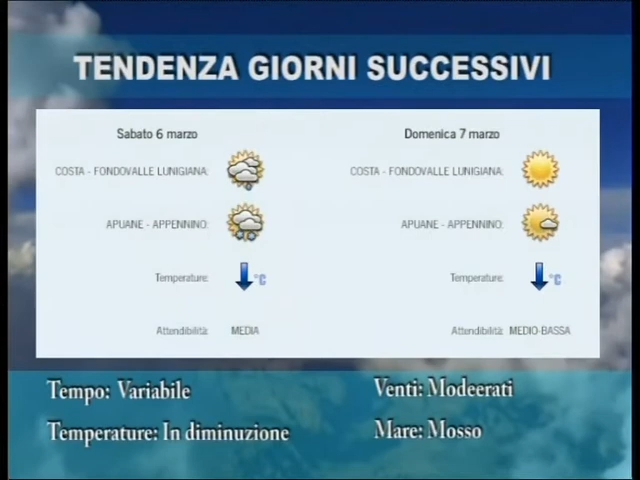 TENDENZA GIORNI SUCCESSIVI
Sabato 6 marzo
Domenica 7 marzo
COSTA - FONDOVALLE LUNIGIANA:
COSTA - FONDOVALLE LUNIGIANA:
APUANE - APPENNINO:
APUANE - APPENNINO:
Temperature: °C
Temperature: °C
Attendibilità: MEDIA
Attendibilità: MEDIO-BASSA
Tempo: Variabile
Venti: Modeerati
Temperature: In diminuzione
Mare: Mosso